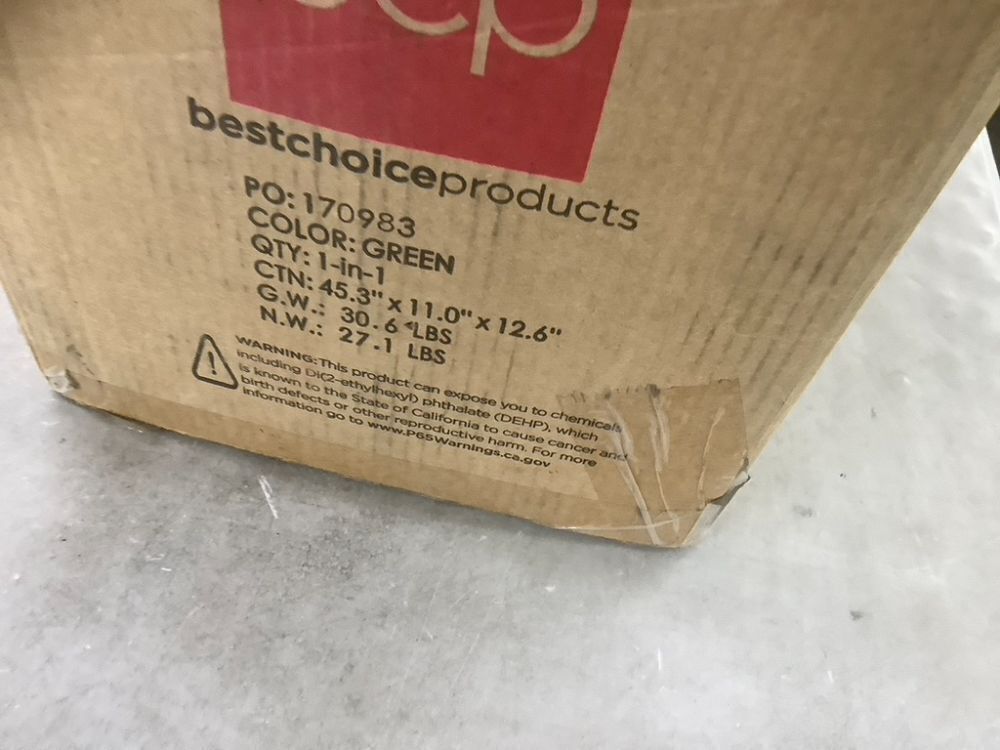 bcp
bestchoiceproducts
PO: 170983
COLOR: GREEN
QTY: 1-in-1
CTN: 45.3" x 11.0" x 12.6"
G.W.: 30.6 LBS
N.W.: 27.1 LBS
WARNING: This product can expose you to chemicals
including Di(2-ethylhexyl) phthalate (DEHP), which
is known to the State of California to cause cancer and
birth defects or other reproductive harm. For more
information go to www.P65Warnings.ca.gov